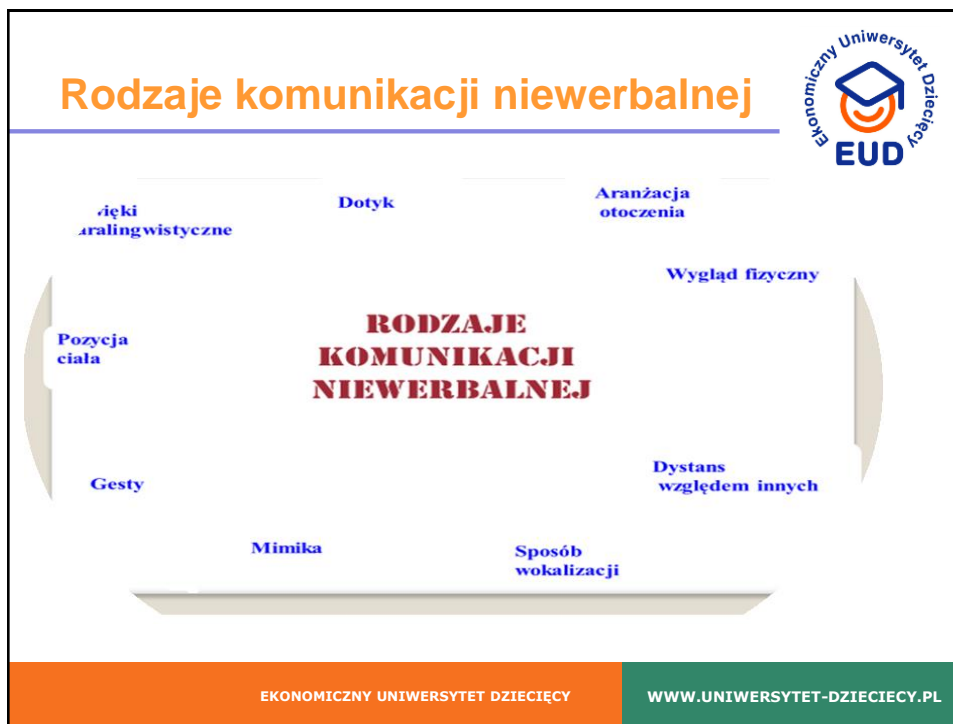 Rodzaje komunikacji niewerbalnej
Ekonomiczny Uniwersytet Dziecięcy
EUD
Dotyk
Aranżacja
otoczenia
Wygląd fizyczny
Pozycja
ciała
RODZAJE
KOMUNIKACJI
NIEWERBALNEJ
Gesty
Dystans
względem innych
Mimika
Sposób
wokalizacji
EKONOMICZNY UNIWERSYTET DZIECIĘCY
WWW.UNIWERSYTET-DZIECIECY.PL